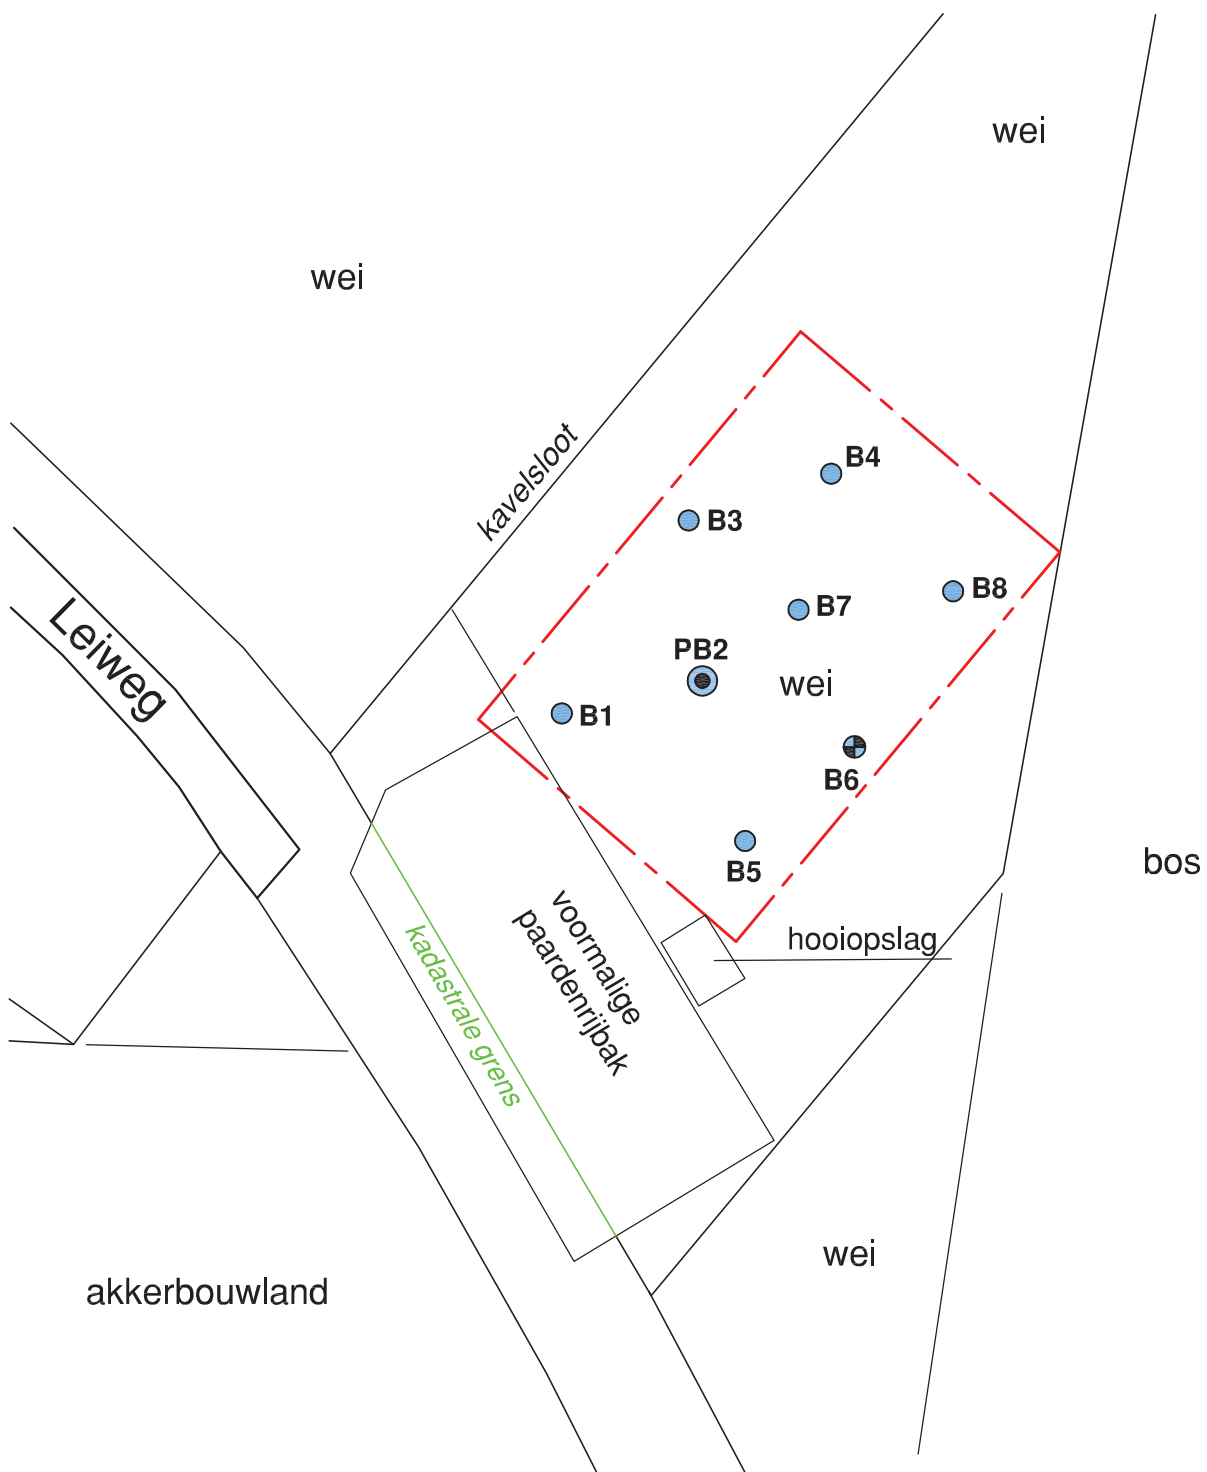 wei
wei
kavelsloot
B4
B3
B8
B7
Leiweg
PB2
wei
B1
B6
B5
bos
voormalige
paardenrijbak
hooiopslag
kadastrale grens
wei
akkerbouwland